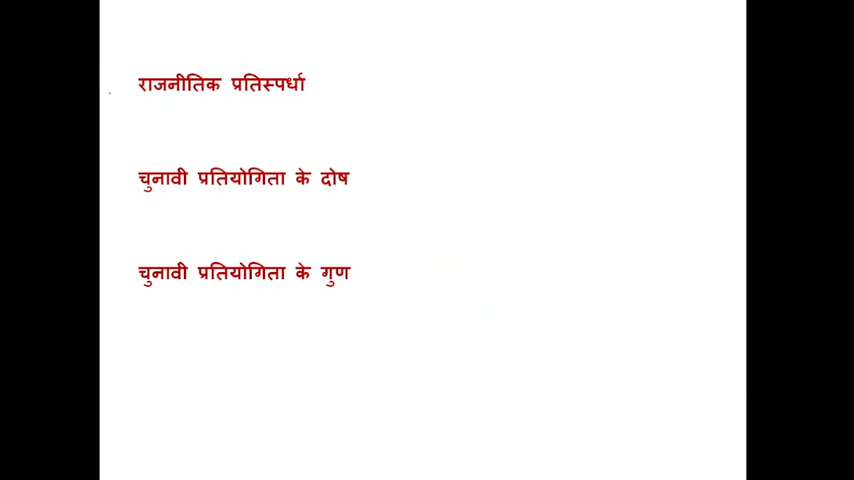 राजनीतिक प्रतिस्पर्धा
चुनावी प्रतियोगिता के दोष
चुनावी प्रतियोगिता के गुण